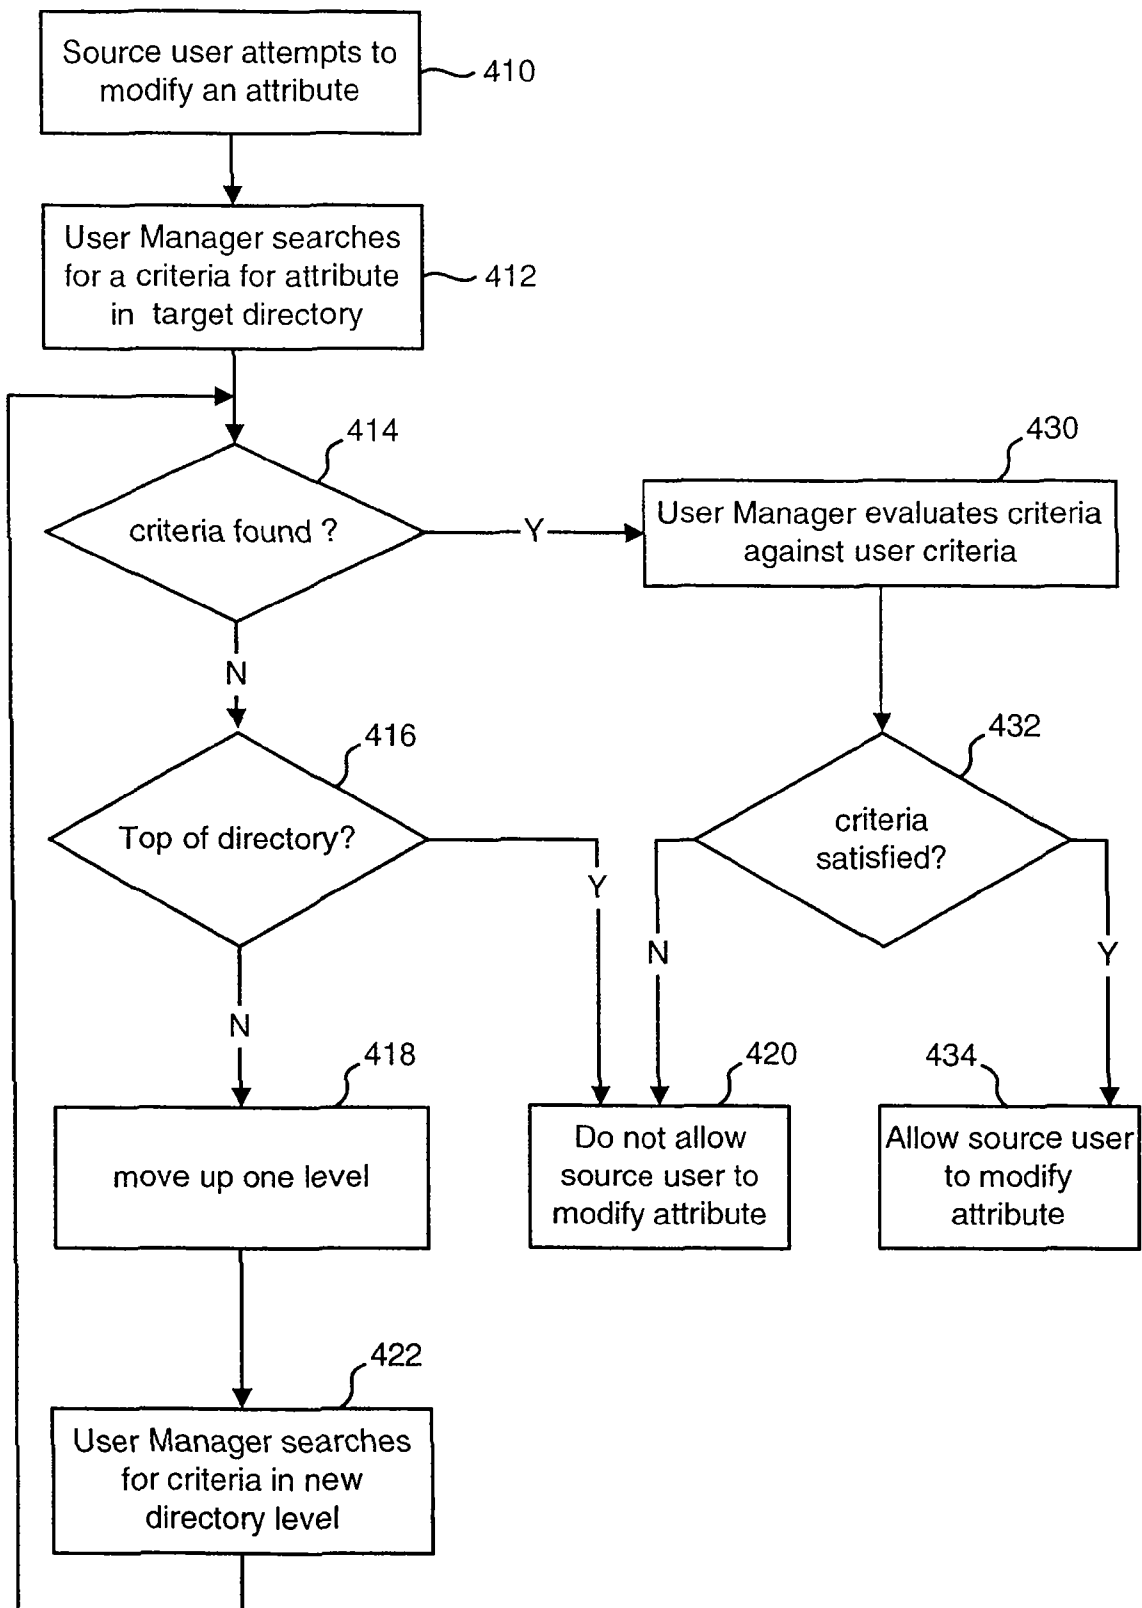 Source user attempts to
modify an attribute
410
User Manager searches
for a criteria for attribute
in target directory
412
414
criteria found ?
Y
430
User Manager evaluates criteria
against user criteria
N
416
Top of directory?
Y
432
criteria
satisfied?
N
Y
N
418
move up one level
420
Do not allow
source user to
modify attribute
434
Allow source user
to modify
attribute
422
User Manager searches
for criteria in new
directory level